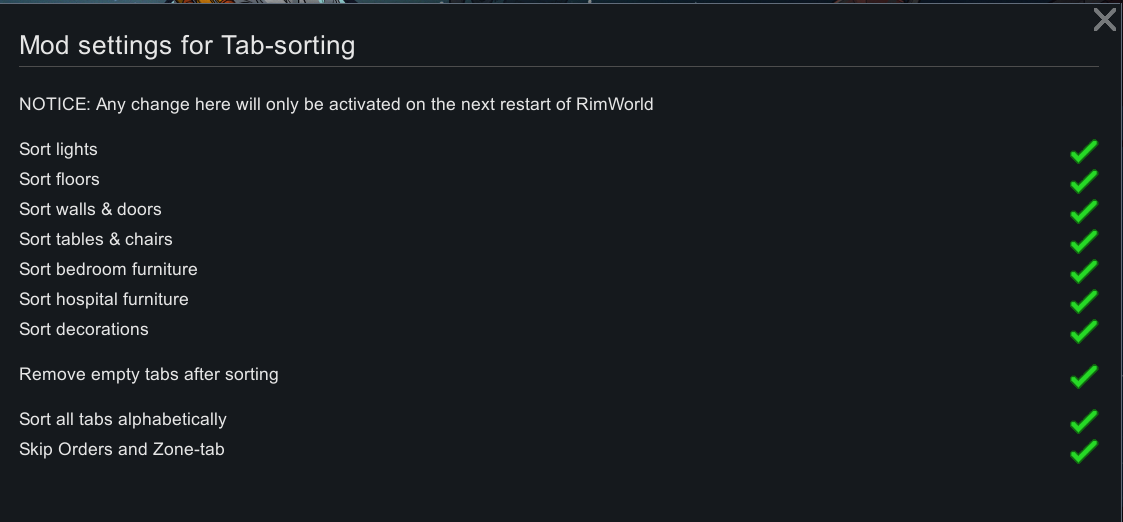 Mod settings for Tab-sorting
NOTICE: Any change here will only be activated on the next restart of RimWorld
Sort lights
Sort floors
Sort walls & doors
Sort tables & chairs
Sort bedroom furniture
Sort hospital furniture
Sort decorations
Remove empty tabs after sorting
Sort all tabs alphabetically
Skip Orders and Zone-tab